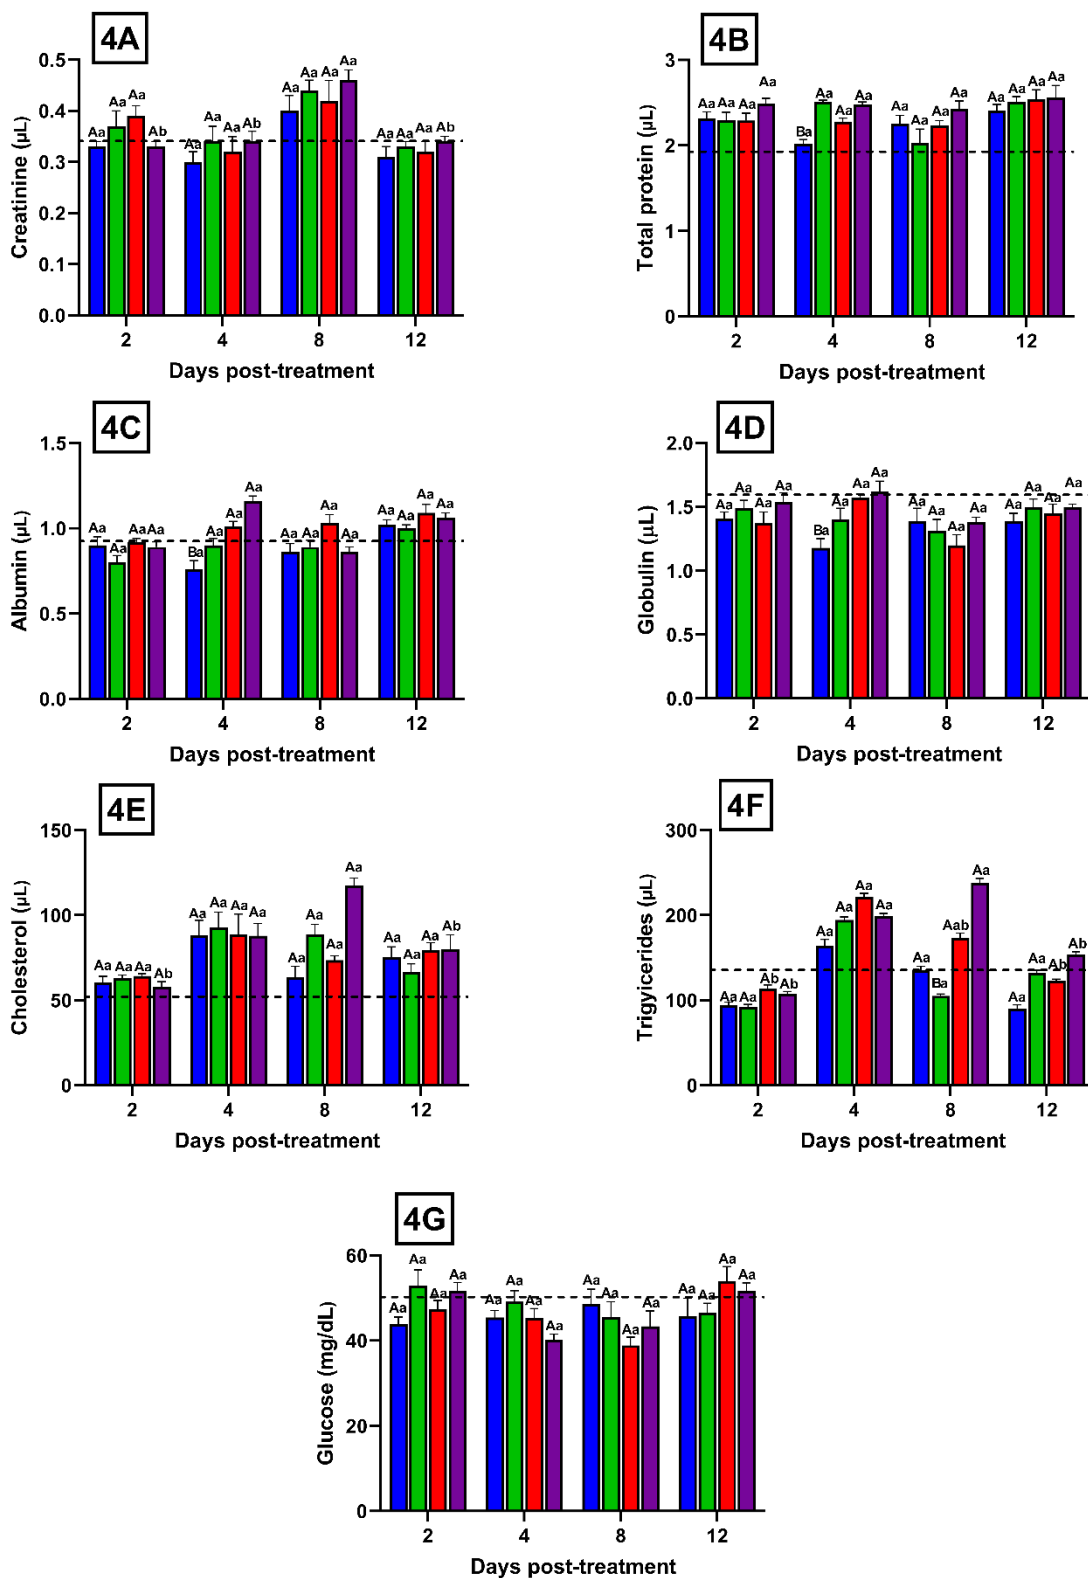 4A
Creatinine (µL)
0.5
0.4
0.3
0.2
0.1
0.0
Aa Aa Aa Ab
Aa Aa Aa Ab
Aa Aa Aa Aa
Aa Aa Aa Ab
2 4 8 12
Days post-treatment
4B
Total protein (µL)
3
2
1
0
Aa Aa Aa Aa
Ba Aa Aa Aa
Aa Aa Aa Aa
Aa Aa Aa Aa
2 4 8 12
Days post-treatment
4C
Albumin (µL)
1.5
1.0
0.5
0.0
Aa Aa Aa Aa
Ba Aa Aa Aa
Aa Aa Aa Aa
Aa Aa Aa Aa
2 4 8 12
Days post-treatment
4D
Globulin (µL)
2.0
1.5
1.0
0.5
0.0
Aa Aa Aa Aa
Ba Aa Aa Aa
Aa Aa Aa Aa
Aa Aa Aa Aa
2 4 8 12
Days post-treatment
4E
Cholesterol (µL)
150
100
50
0
Aa Aa Aa Ab
Aa Aa Aa Aa
Aa Aa Aa Aa
Aa Aa Aa Ab
2 4 8 12
Days post-treatment
4F
Trigyicerides (µL)
300
200
100
0
Aa Aa Ab Ab
Aa Aa Aa Aa
Aa Ba Aab Aa
Aa Aa Ab Ab
2 4 8 12
Days post-treatment
4G
Glucose (mg/dL)
60
40
20
0
Aa Aa Aa Aa
Aa Aa Aa Aa
Aa Aa Aa Aa
Aa Aa Aa Aa
2 4 8 12
Days post-treatment